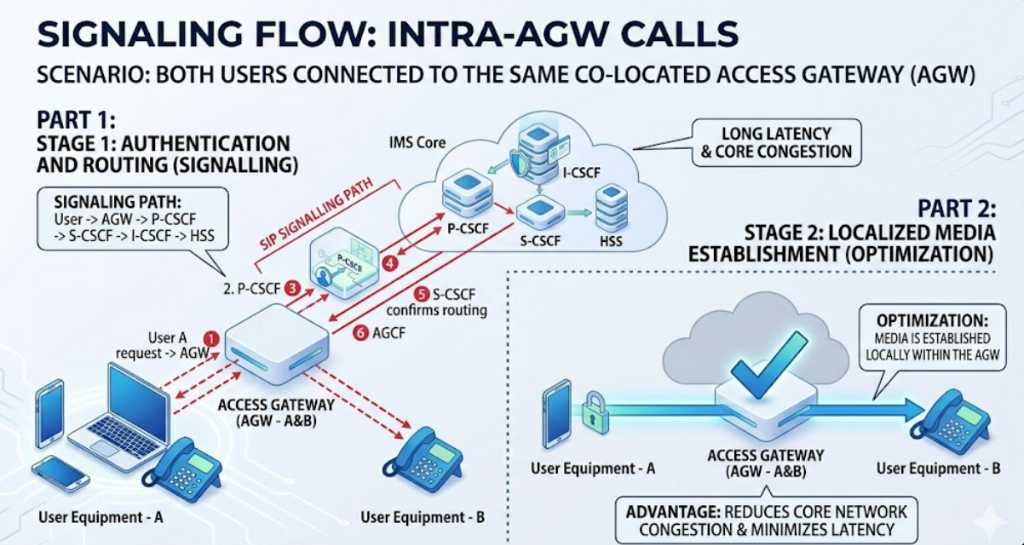 SIGNALING FLOW: INTRA-AGW CALLS
SCENARIO: BOTH USERS CONNECTED TO THE SAME CO-LOCATED ACCESS GATEWAY (AGW)
PART 1:
STAGE 1: AUTHENTICATION
AND ROUTING (SIGNALLING)
SIGNALING PATH:
User -> AGW -> P-CSCF
-> S-CSCF -> I-CSCF -> HSS
SIP SIGNALLING PATH
IMS Core
I-CSCF
P-CSCF
S-CSCF
HSS
LONG LATENCY
& CORE CONGESTION
P-CSCF
4
2. P-CSCF 3
5 S-CSCF
confirms routing
6 AGCF
User A 1
request -> AGW
ACCESS GATEWAY
(AGW - A&B)
User Equipment - A
User Equipment - B
PART 2:
STAGE 2: LOCALIZED MEDIA
ESTABLISHMENT (OPTIMIZATION)
OPTIMIZATION:
MEDIA IS ESTABLISHED
LOCALLY WITHIN THE AGW
User Equipment - A
ACCESS GATEWAY
(AGW - A&B)
User Equipment - B
ADVANTAGE: REDUCES CORE NETWORK
CONGESTION & MINIMIZES LATENCY